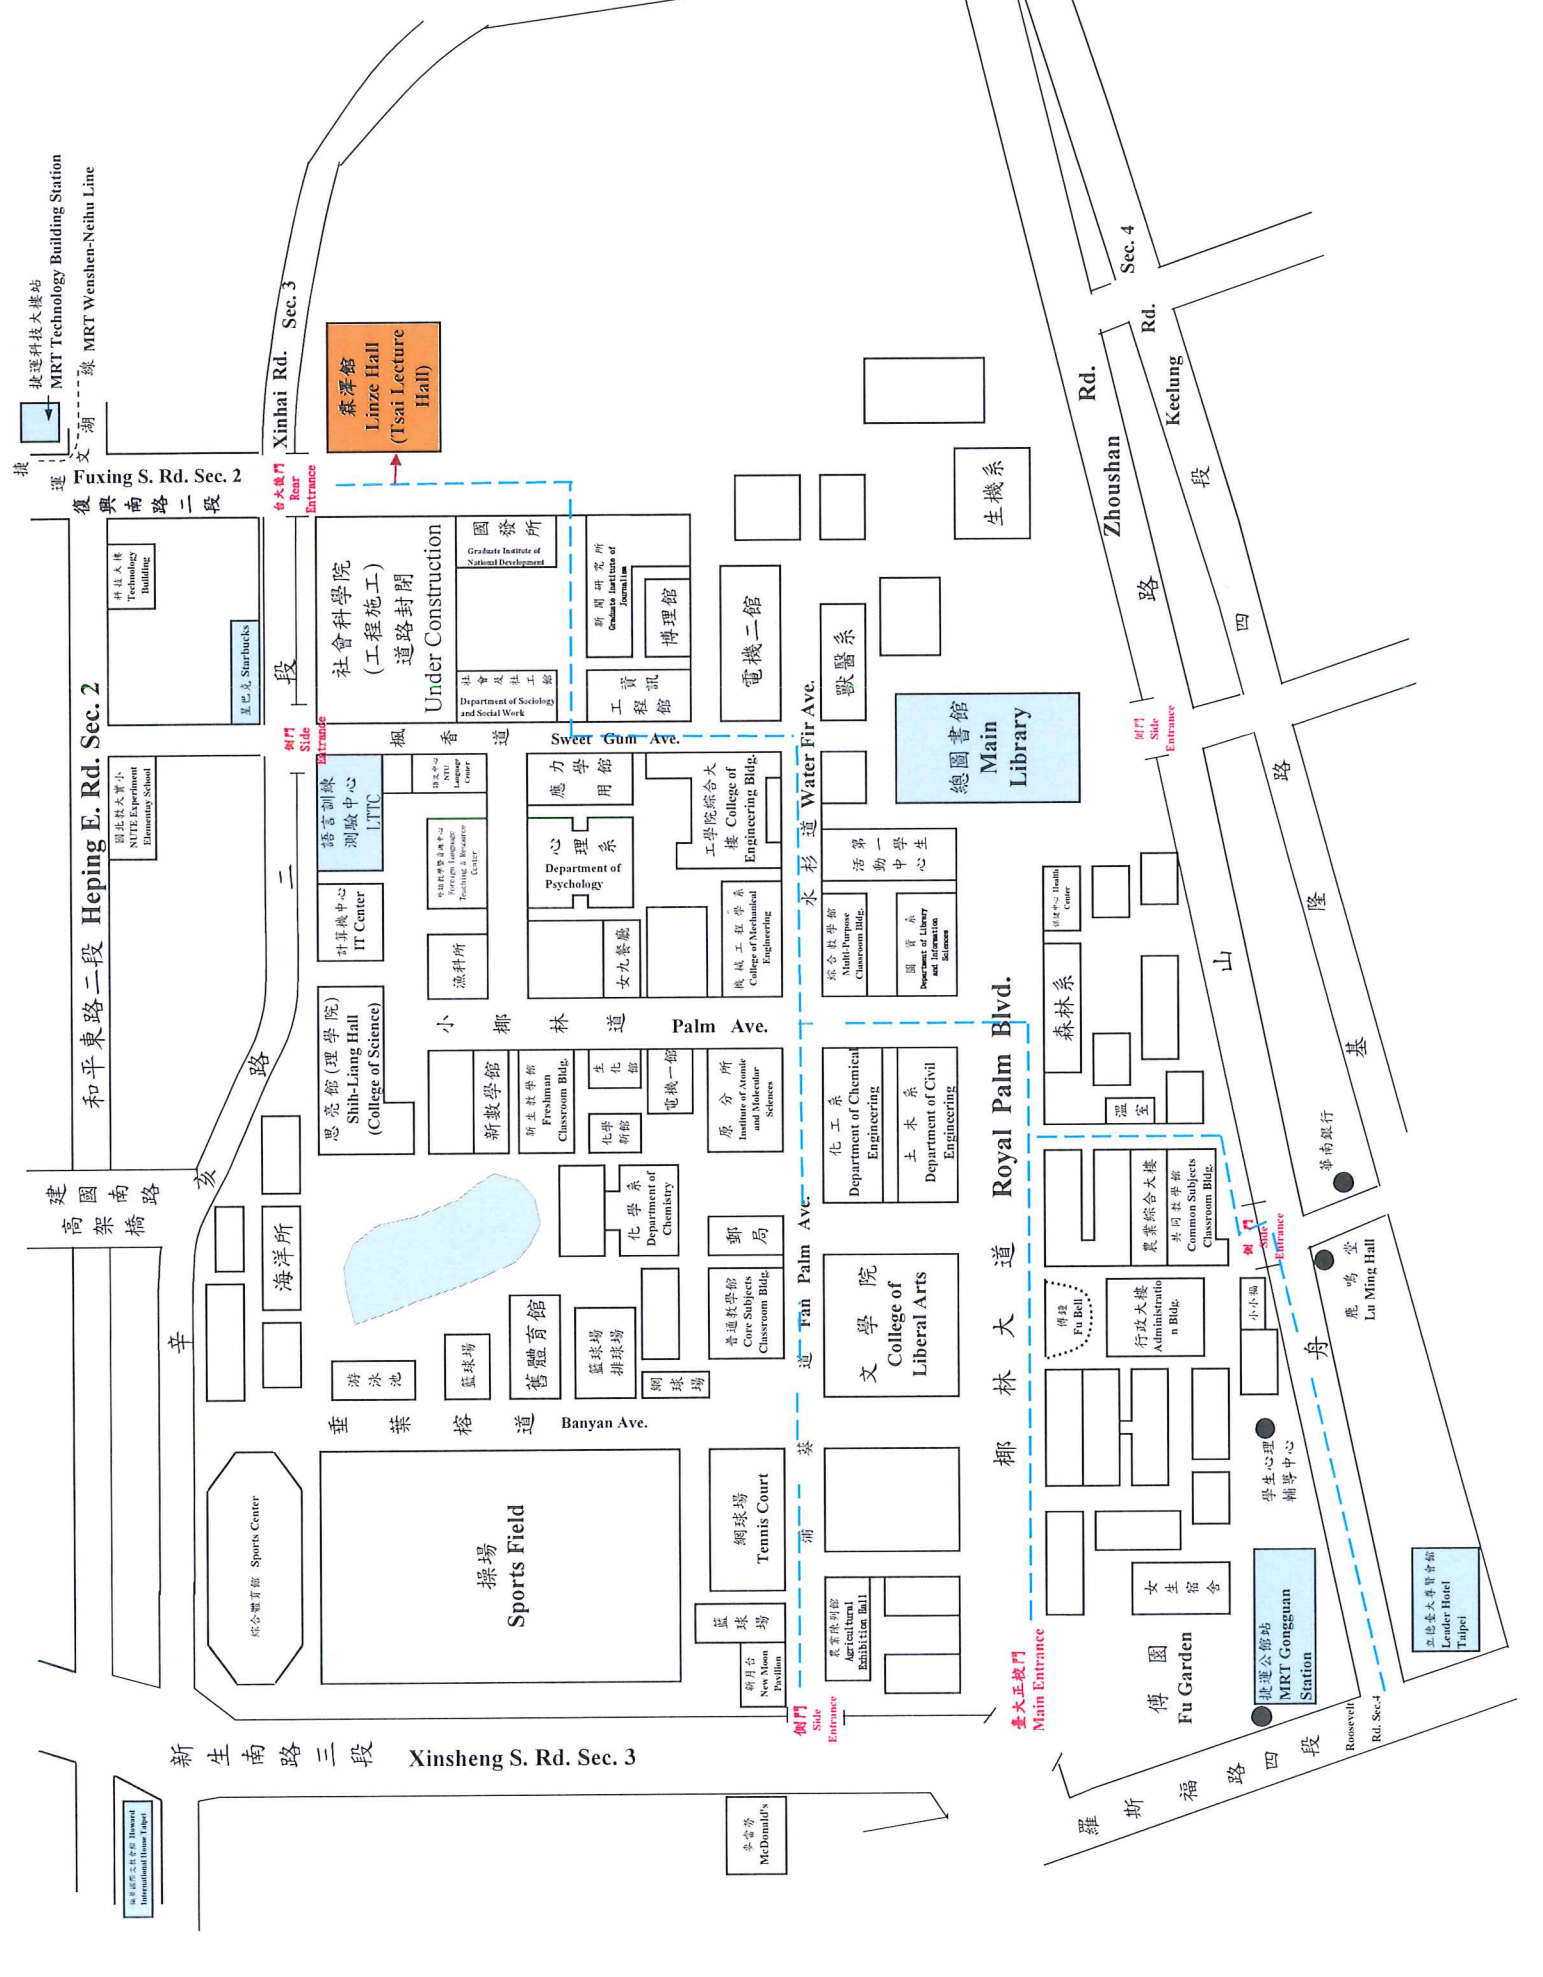 捷運科技大樓站
MRT Technology Building Station
捷運文湖線 MRT Wenshen-Neihu Line
Fuxing S. Rd. Sec. 2
復興南路二段
科技大樓
Technology
Building
星巴克 Starbucks
和平東路二段 Heping E. Rd. Sec. 2
國北教大實小
NUTE Experiment
Elementay School
建國南路
高架橋
Xinhai Rd. Sec. 3
辛亥路二段
台大後門
Rear
Entrance
霖澤館
Linze Hall
(Tsai Lecture
Hall)
社會科學院
(工程施工)
道路封閉
Under Construction
國發所
Graduate Institute of
National Development
社會及社工館
Department of Sociology
and Social Work
新聞研究所
Graduate Institute of
Journalism
博理館
資訊
工程館
電機二館
獸醫系
生機系
側門
Side
Entrance
楓香道
Sweet Gum Ave.
語言訓練
測驗中心
LTTC
語文中心
NTU
Language
Center
Foreign Language
Teaching & Resource
Center
計算機中心
IT Center
漁科所
應力
學
用館
心理系
Department of
Psychology
女九餐廳
工學院綜合大
樓 College of
Engineering Bldg.
機械工程學系
College of Mechanical
Engineering
水杉道 Water Fir Ave.
總圖書館
Main
Library
第一
學生
活動
中心
綜合教學館
Multi-Purpose
Classroom Bldg.
圖資系
Department of Library
and Information
Sciences
小椰林道 Palm Ave.
思亮館(理學院)
Shih-Liang Hall
(College of Science)
新數學館
新生教學館
Freshman
Classroom Bldg.
生化館
化學
新館
電機一館
原分所
Institute of Atomic
and Molecular
Sciences
化工系
Department of Chemical
Engineering
土木系
Department of Civil
Engineering
化學系
Department of
Chemistry
郵局
普通教學館
Core Subjects
Classroom Bldg.
海洋所
游泳池
籃球場
舊體育館
籃球場
排球場
網球場
垂葉榕道 Banyan Ave.
蒲葵道 Fan Palm Ave.
文學院
College of
Liberal Arts
綜合體育館 Sports Center
操場
Sports Field
網球場
Tennis Court
籃球場
新月台
New Moon
Pavilion
農業陳列館
Agricultural
Exhibition Hall
側門
Side
Entrance
臺大正校門
Main Entrance
椰林大道 Royal Palm Blvd.
保健中心 Health
Center
森林系
溫室
農業綜合大樓
共同教學館
Common Subjects
Classroom Bldg.
傅鐘
Fu Bell
行政大樓
Administratio
n Bldg.
小小福
女生宿舍
傅園
Fu Garden
學生心理
輔導中心
捷運公館站
MRT Gongguan
Station
側門
Side
Entrance
側門
Side
Entrance
舟山路
Zhoushan Rd.
基隆路四段
Keelung Rd. Sec. 4
華南銀行
鹿鳴堂
Lu Ming Hall
立德臺大尊賢會館
Leader Hotel
Taipei
羅斯福路四段
Roosevelt
Rd. Sec.4
新生南路三段 Xinsheng S. Rd. Sec. 3
麥當勞
McDonald's
福華國際文教會館 Howard
International House Taipei